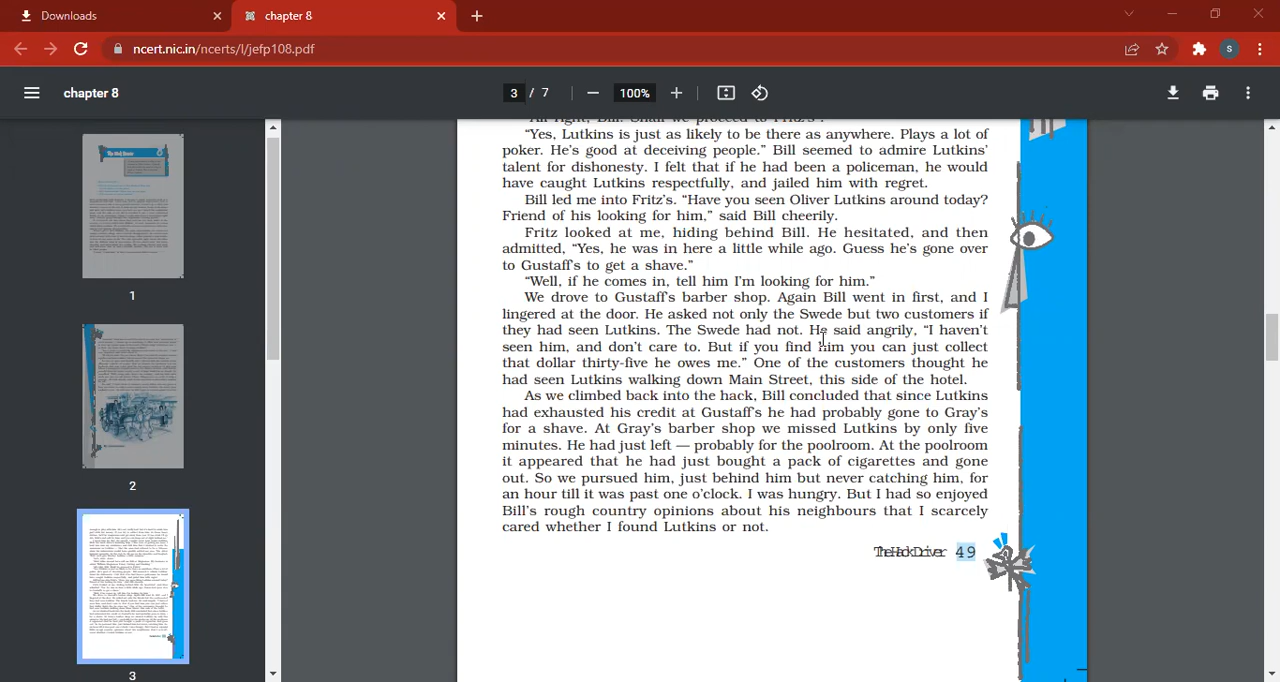 Downloads
chapter 8
ncert.nic.in/ncerts/l/jefp108.pdf
S
chapter 8
3 / 7
100%
"All right, Bill. Shall we proceed to Fritz's".
"Yes, Lutkins is just as likely to be there as anywhere. Plays a lot of
poker. He's good at deceiving people." Bill seemed to admire Lutkins'
talent for dishonesty. I felt that if he had been a policeman, he would
have caught Lutkins respectfully, and jailed him with regret.
Bill led me into Fritz's. "Have you seen Oliver Lutkins around today?
Friend of his looking for him," said Bill cheerily.
Fritz looked at me, hiding behind Bill. He hesitated, and then
admitted, "Yes, he was in here a little while ago. Guess he's gone over
to Gustaff's to get a shave."
"Well, if he comes in, tell him I'm looking for him."
We drove to Gustaff's barber shop. Again Bill went in first, and I
lingered at the door. He asked not only the Swede but two customers if
they had seen Lutkins. The Swede had not. He said angrily, "I haven't
seen him, and don't care to. But if you find him you can just collect
that dollar thirty-five he owes me." One of the customers thought he
had seen Lutkins walking down Main Street, this side of the hotel.
As we climbed back into the hack, Bill concluded that since Lutkins
had exhausted his credit at Gustaff's he had probably gone to Gray's
for a shave. At Gray's barber shop we missed Lutkins by only five
minutes. He had just left — probably for the poolroom. At the poolroom
it appeared that he had just bought a pack of cigarettes and gone
out. So we pursued him, just behind him but never catching him, for
an hour till it was past one o'clock. I was hungry. But I had so enjoyed
Bill's rough country opinions about his neighbours that I scarcely
cared whether I found Lutkins or not.
The Hack Driver 49
1
2
3